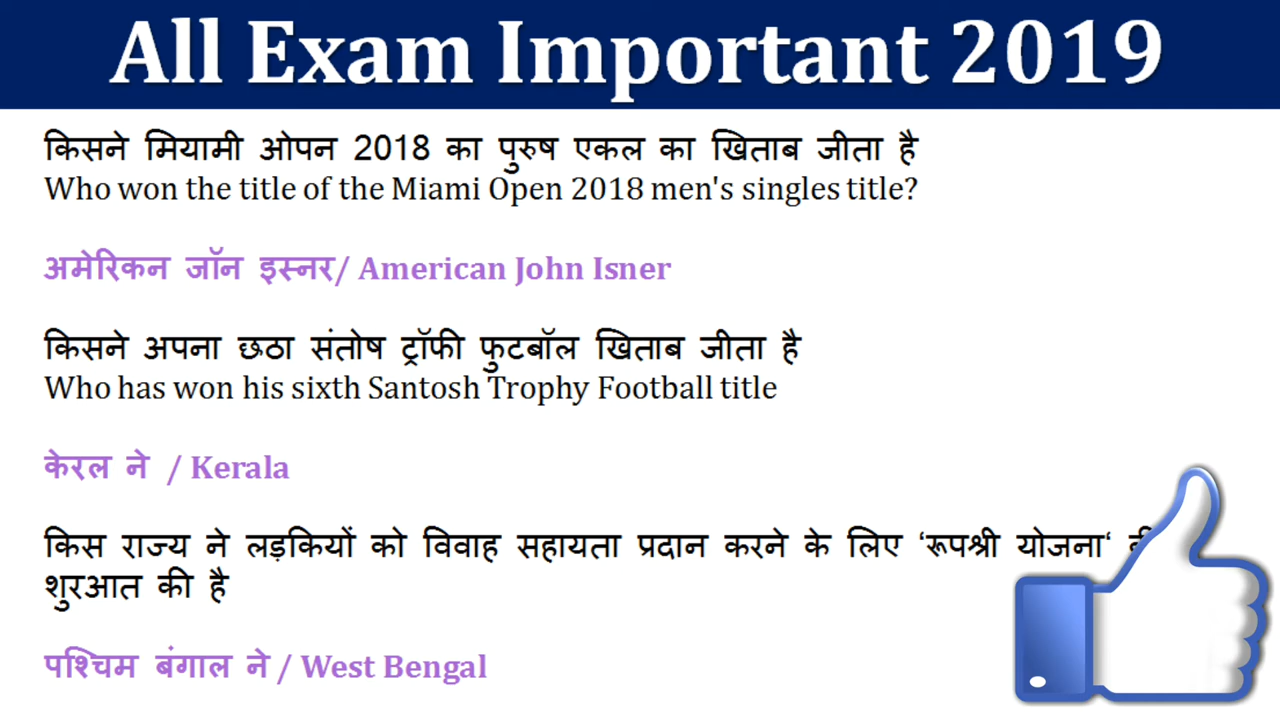 All Exam Important 2019
किसने मियामी ओपन 2018 का पुरुष एकल का खिताब जीता है
Who won the title of the Miami Open 2018 men's singles title?
अमेरिकन जॉन इस्नर/ American John Isner
किसने अपना छठा संतोष ट्रॉफी फुटबॉल खिताब जीता है
Who has won his sixth Santosh Trophy Football title
केरल ने / Kerala
किस राज्य ने लड़कियों को विवाह सहायता प्रदान करने के लिए ‘रूपश्री योजना‘
शुरआत की है
पश्चिम बंगाल ने / West Bengal